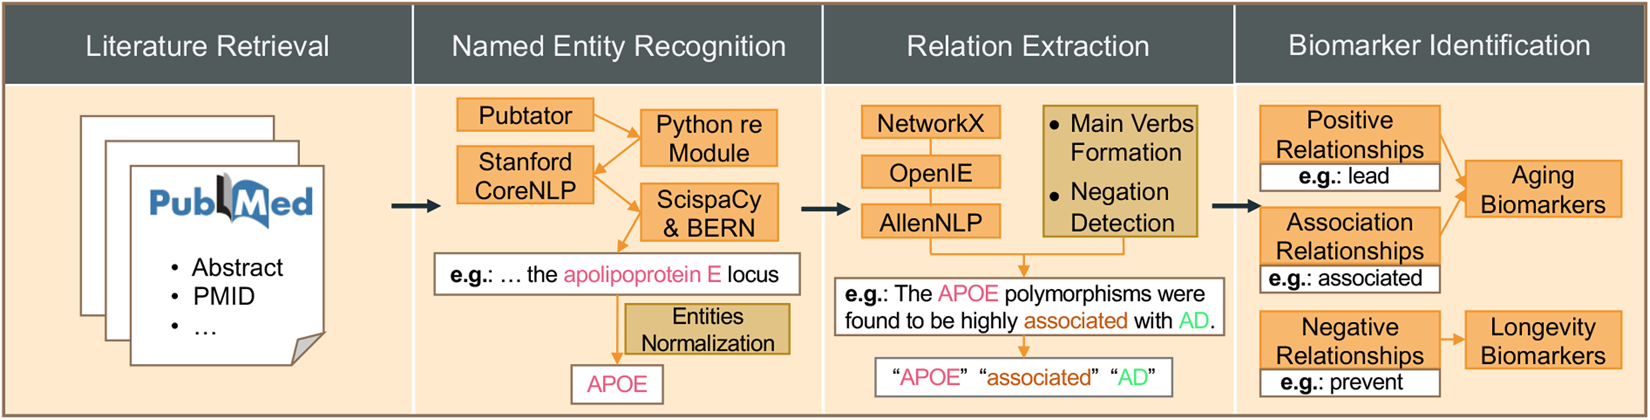 Literature Retrieval
PubMed
• Abstract
• PMID
• ...
Named Entity Recognition
Pubtator
Python re
Module
Stanford
CoreNLP
ScispaCy
& BERN
e.g.: ... the apolipoprotein E locus
Entities
Normalization
APOE
Relation Extraction
NetworkX
OpenIE
AllenNLP
• Main Verbs
Formation
• Negation
Detection
e.g.: The APOE polymorphisms were
found to be highly associated with AD.
“APOE” “associated” “AD”
Biomarker Identification
Positive
Relationships
e.g.: lead
Association
Relationships
e.g.: associated
Aging
Biomarkers
Negative
Relationships
e.g.: prevent
Longevity
Biomarkers